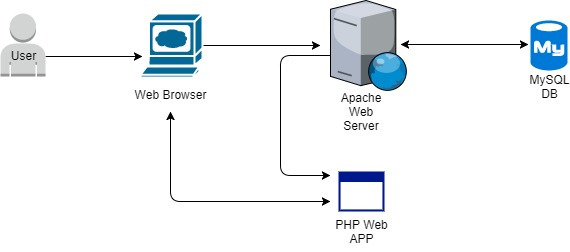 User
Web Browser
Apache
Web
Server
My
MySQL
DB
PHP Web
APP